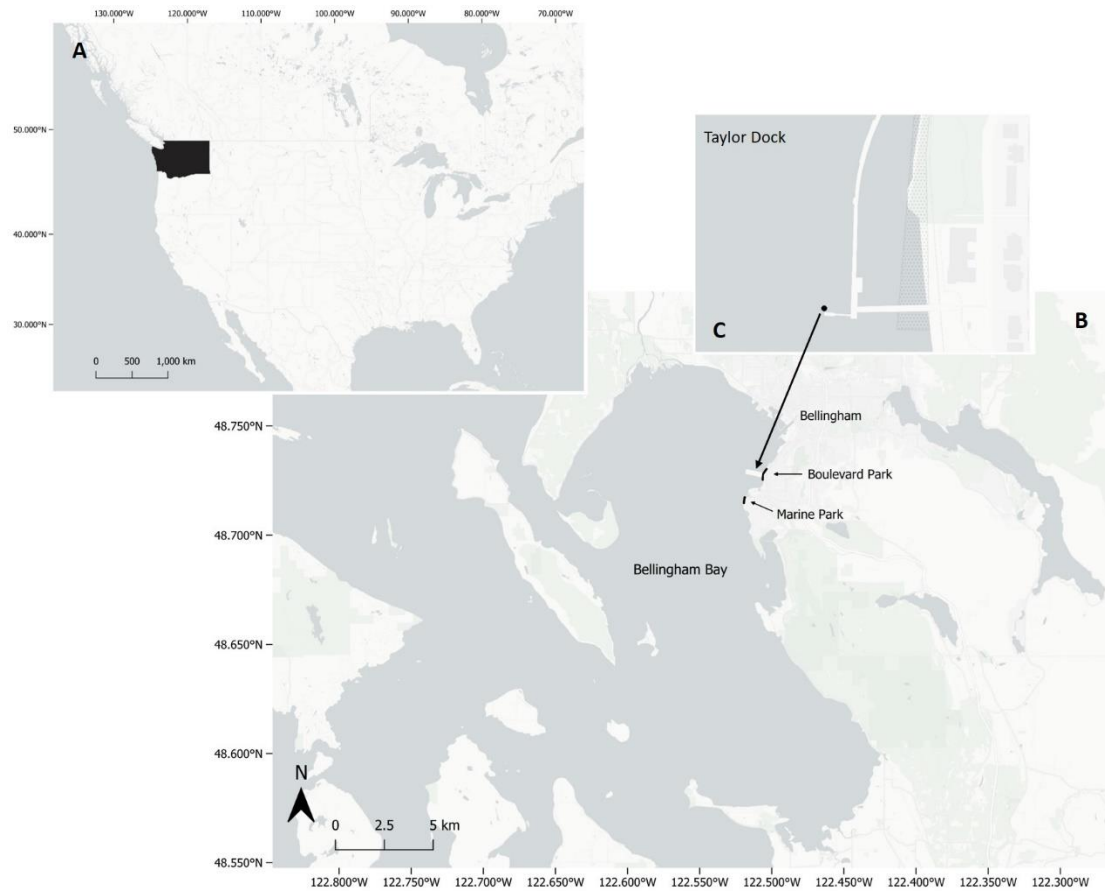 130.000°W 120.000°W 110.000°W 100.000°W 90.000°W 80.000°W 70.000°W
A
50.000°N
40.000°N
30.000°N
0 500 1,000 km
Taylor Dock
C
B
48.750°N
48.700°N
48.650°N
48.600°N
48.550°N
Bellingham
Boulevard Park
Marine Park
Bellingham Bay
N
0 2.5 5 km
122.800°W 122.750°W 122.700°W 122.650°W 122.600°W 122.550°W 122.500°W 122.450°W 122.400°W 122.350°W 122.300°W